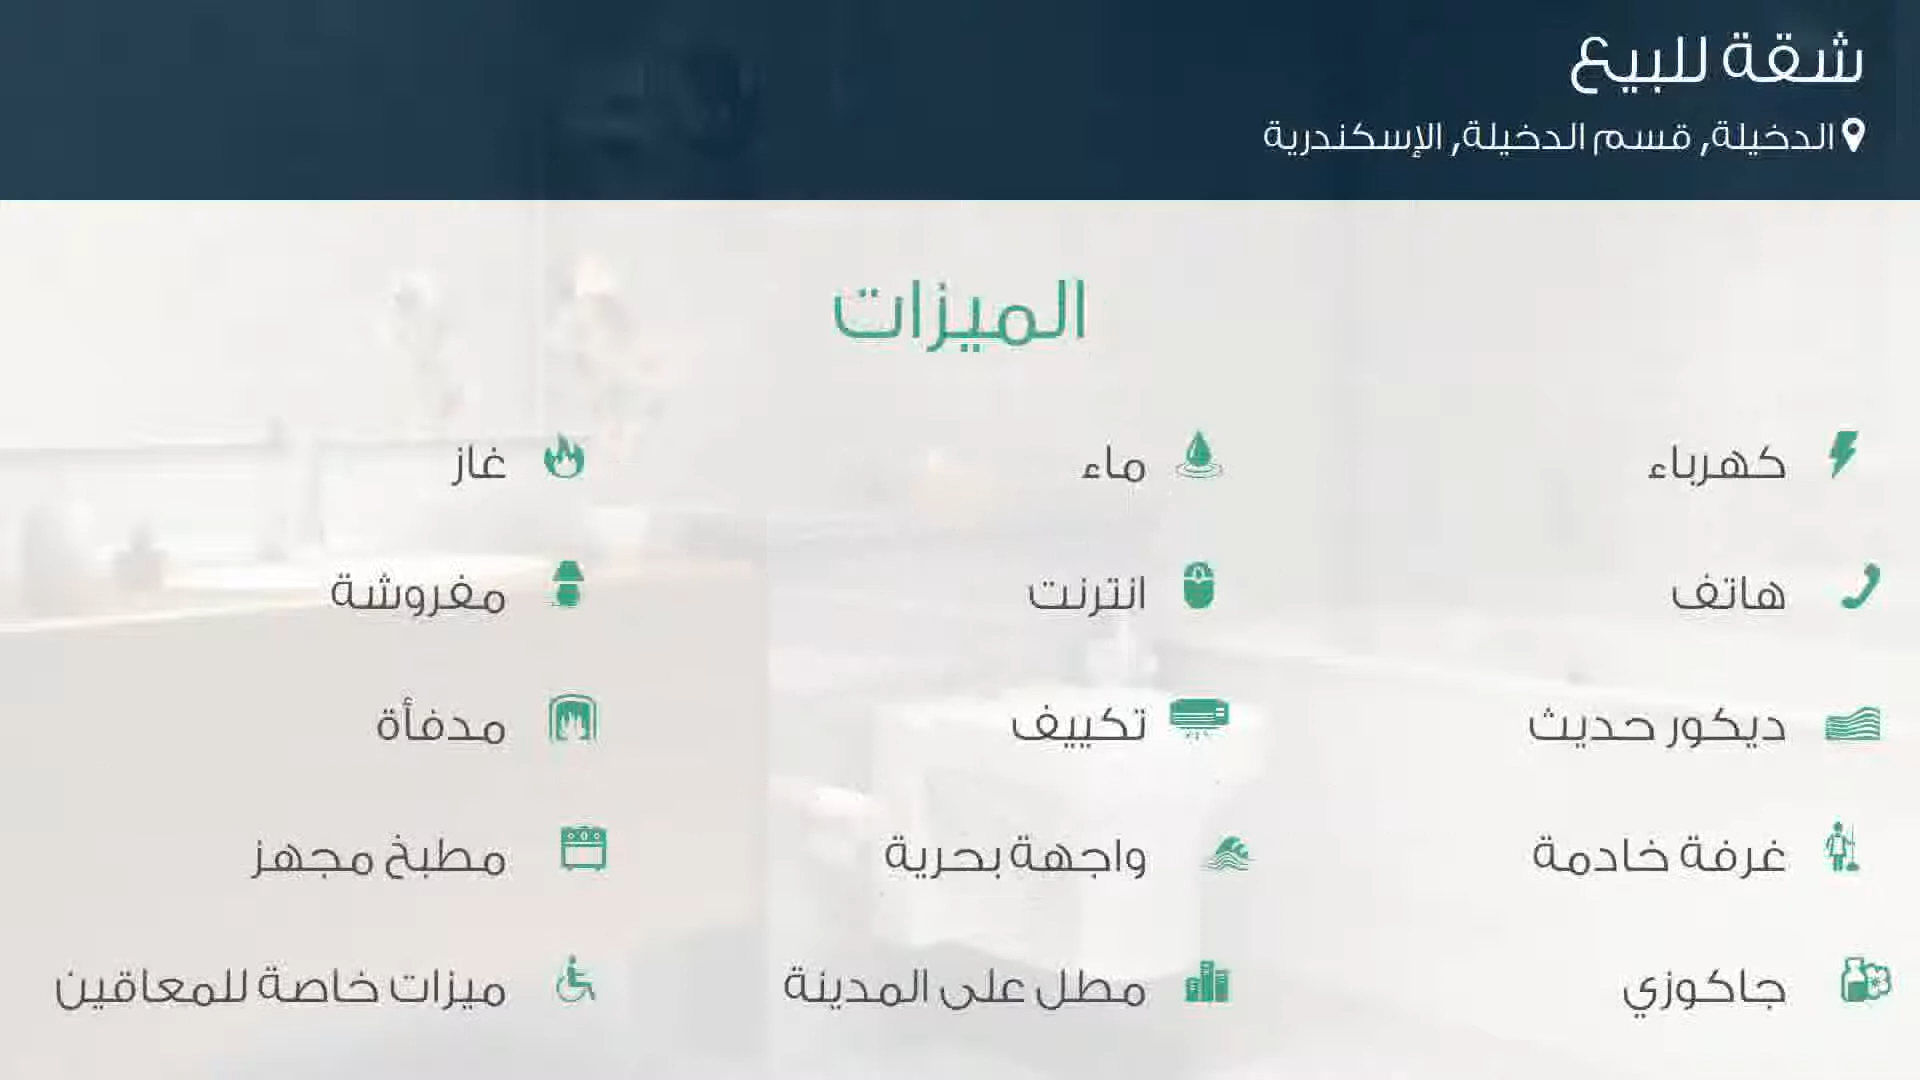 شقة للبيع
الدخيلة, قسم الدخيلة, الإسكندرية
الميزات
كهرباء
ماء
غاز
هاتف
انترنت
مفروشة
ديكور حديث
تكييف
مدفأة
غرفة خادمة
واجهة بحرية
مطبخ مجهز
جاكوزي
مطل على المدينة
ميزات خاصة للمعاقين